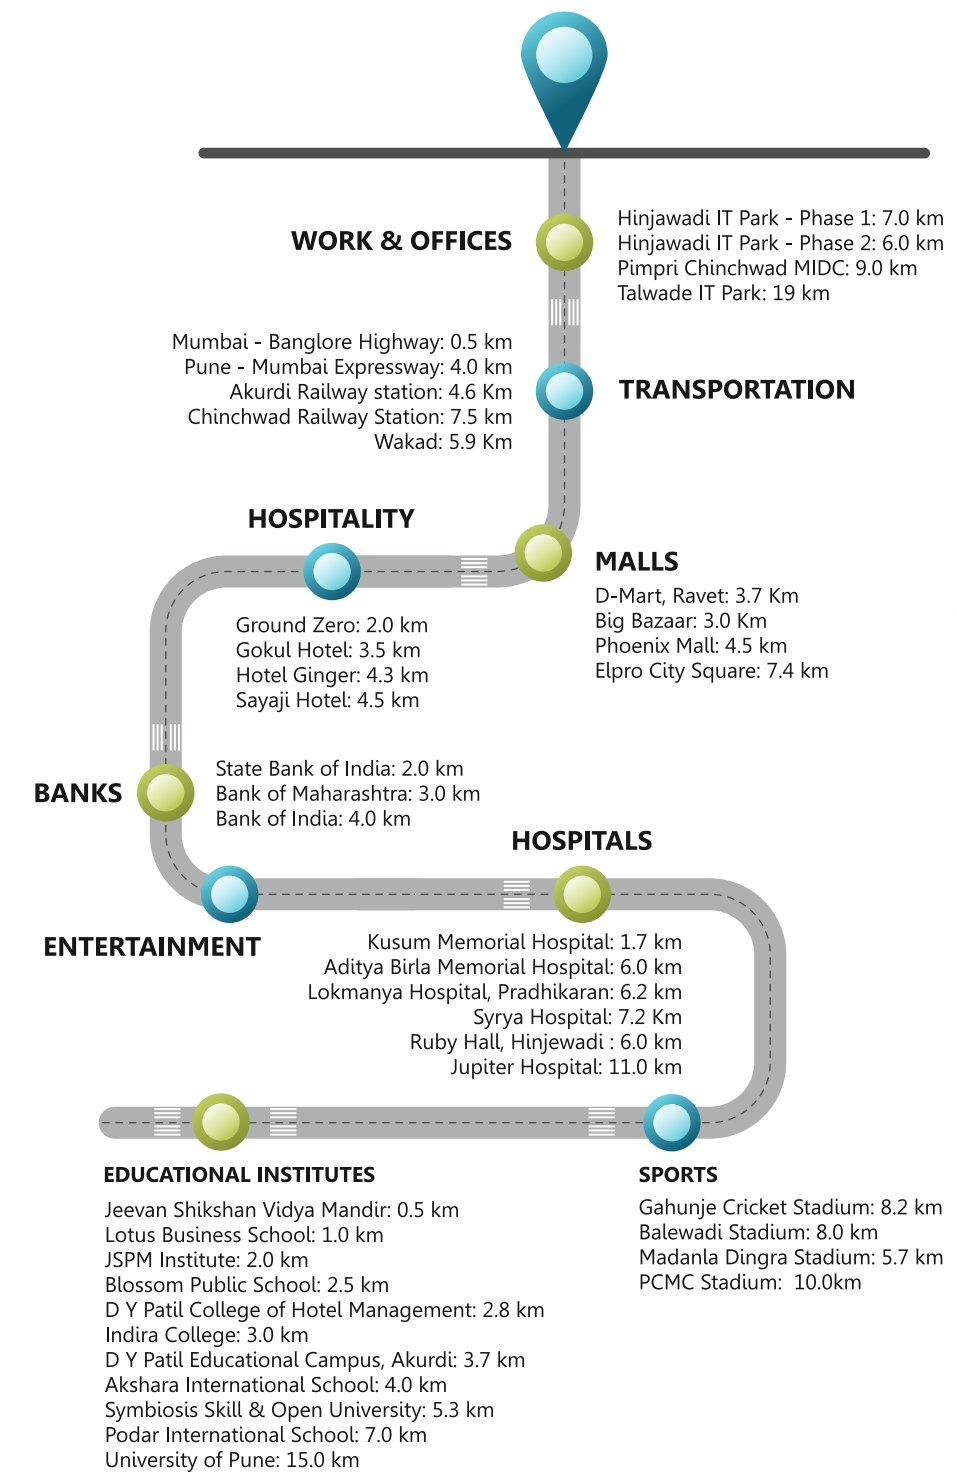 WORK & OFFICES
Hinjawadi IT Park - Phase 1: 7.0 km
Hinjawadi IT Park - Phase 2: 6.0 km
Pimpri Chinchwad MIDC: 9.0 km
Talwade IT Park: 19 km
Mumbai - Banglore Highway: 0.5 km
Pune - Mumbai Expressway: 4.0 km
Akurdi Railway station: 4.6 Km
Chinchwad Railway Station: 7.5 km
Wakad: 5.9 Km
TRANSPORTATION
HOSPITALITY
Ground Zero: 2.0 km
Gokul Hotel: 3.5 km
Hotel Ginger: 4.3 km
Sayaji Hotel: 4.5 km
MALLS
D-Mart, Ravet: 3.7 Km
Big Bazaar: 3.0 Km
Phoenix Mall: 4.5 km
Elpro City Square: 7.4 km
BANKS
State Bank of India: 2.0 km
Bank of Maharashtra: 3.0 km
Bank of India: 4.0 km
ENTERTAINMENT
HOSPITALS
Kusum Memorial Hospital: 1.7 km
Aditya Birla Memorial Hospital: 6.0 km
Lokmanya Hospital, Pradhikaran: 6.2 km
Syrya Hospital: 7.2 Km
Ruby Hall, Hinjewadi : 6.0 km
Jupiter Hospital: 11.0 km
EDUCATIONAL INSTITUTES
Jeevan Shikshan Vidya Mandir: 0.5 km
Lotus Business School: 1.0 km
JSPM Institute: 2.0 km
Blossom Public School: 2.5 km
D Y Patil College of Hotel Management: 2.8 km
Indira College: 3.0 km
D Y Patil Educational Campus, Akurdi: 3.7 km
Akshara International School: 4.0 km
Symbiosis Skill & Open University: 5.3 km
Podar International School: 7.0 km
University of Pune: 15.0 km
SPORTS
Gahunje Cricket Stadium: 8.2 km
Balewadi Stadium: 8.0 km
Madanla Dingra Stadium: 5.7 km
PCMC Stadium:  10.0km